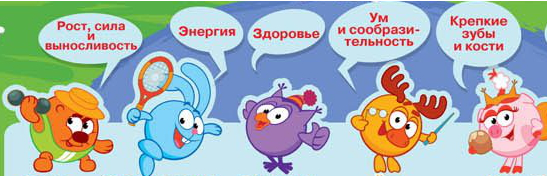 Рост, сила
и
выносливость
Энергия
Здоровье
Ум
и сообрази-
тельность
Крепкие
зубы
и кости